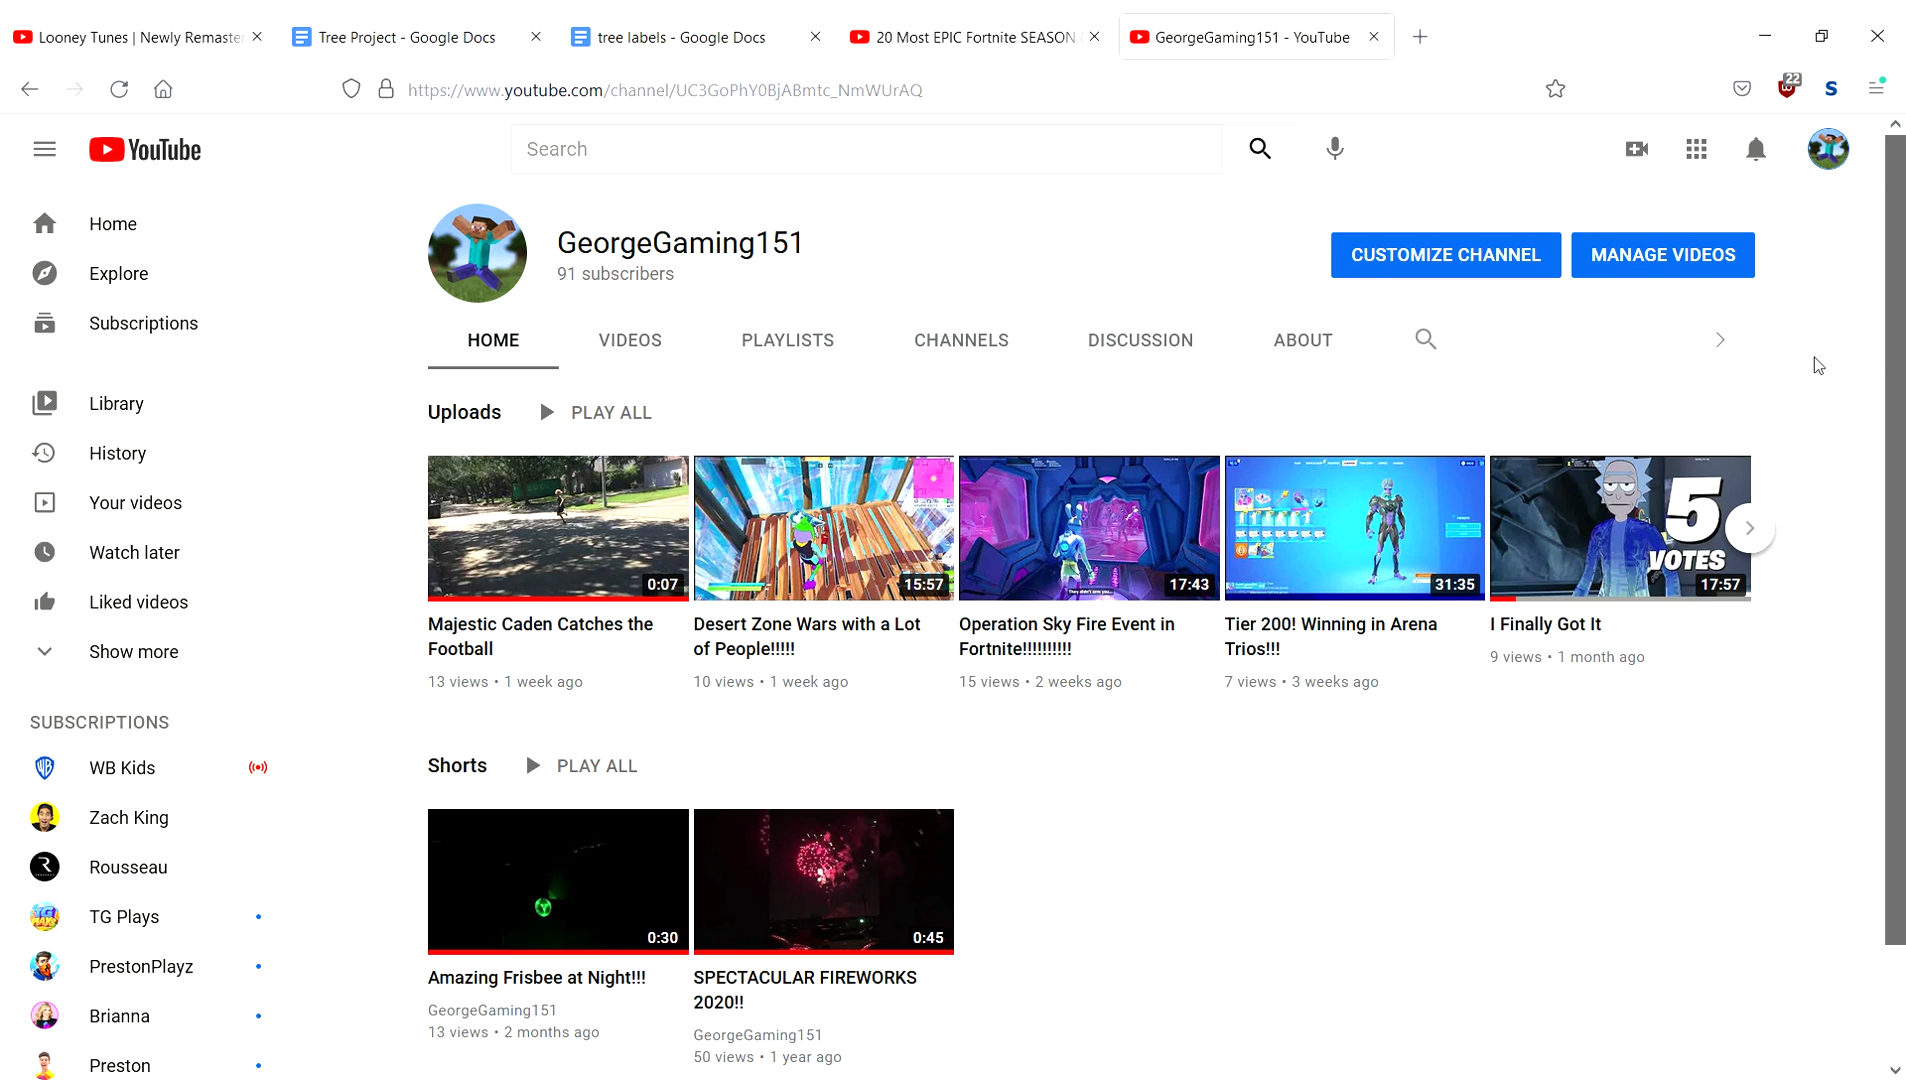 Looney Tunes | Newly Remaster
Tree Project - Google Docs
tree labels - Google Docs
20 Most EPIC Fortnite SEASON
GeorgeGaming151 - YouTube
https://www.youtube.com/channel/UC3GoPhY0BjABmtc_NmWUrAQ
22
S
YouTube
Search
Home
Explore
Subscriptions
Library
History
Your videos
Watch later
Liked videos
Show more
SUBSCRIPTIONS
WB Kids
Zach King
Rousseau
TG Plays
PrestonPlayz
Brianna
Preston
GeorgeGaming151
91 subscribers
CUSTOMIZE CHANNEL
MANAGE VIDEOS
HOME
VIDEOS
PLAYLISTS
CHANNELS
DISCUSSION
ABOUT
Uploads
PLAY ALL
0:07
Majestic Caden Catches the
Football
13 views • 1 week ago
15:57
Desert Zone Wars with a Lot
of People!!!!!
10 views • 1 week ago
17:43
Operation Sky Fire Event in
Fortnite!!!!!!!!!!
15 views • 2 weeks ago
31:35
Tier 200! Winning in Arena
Trios!!!
7 views • 3 weeks ago
5
VOTES
17:57
I Finally Got It
9 views • 1 month ago
Shorts
PLAY ALL
0:30
Amazing Frisbee at Night!!!
GeorgeGaming151
13 views • 2 months ago
0:45
SPECTACULAR FIREWORKS
2020!!
GeorgeGaming151
50 views • 1 year ago